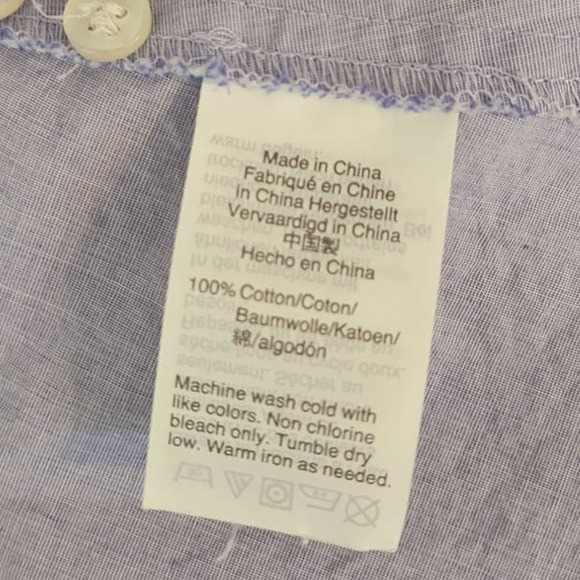 Made in China
Fabriqué en Chine
in China Hergestellt
Vervaardigd in China
中国製
Hecho en China
100% Cotton/Coton/
Baumwolle/Katoen/
綿/algodón
Machine wash cold with
like colors. Non chlorine
bleach only. Tumble dry
low. Warm iron as needed.